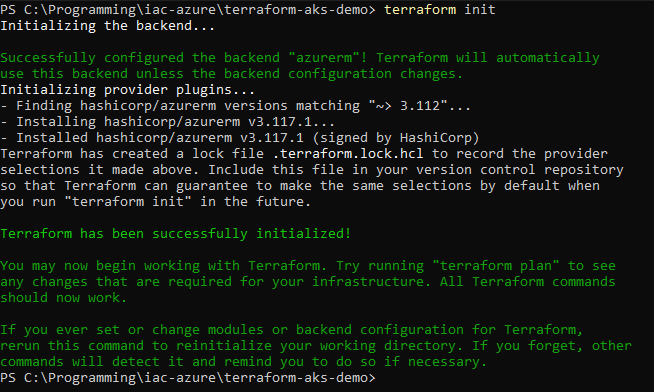 PS C:\Programming\iac-azure\terraform-aks-demo> terraform init
Initializing the backend...
Successfully configured the backend "azurerm"! Terraform will automatically
use this backend unless the backend configuration changes.
Initializing provider plugins...
- Finding hashicorp/azurerm versions matching "~> 3.112"...
- Installing hashicorp/azurerm v3.117.1...
- Installed hashicorp/azurerm v3.117.1 (signed by HashiCorp)
Terraform has created a lock file .terraform.lock.hcl to record the provider
selections it made above. Include this file in your version control repository
so that Terraform can guarantee to make the same selections by default when
you run "terraform init" in the future.
Terraform has been successfully initialized!
You may now begin working with Terraform. Try running "terraform plan" to see
any changes that are required for your infrastructure. All Terraform commands
should now work.
If you ever set or change modules or backend configuration for Terraform,
rerun this command to reinitialize your working directory. If you forget, other
commands will detect it and remind you to do so if necessary.
PS C:\Programming\iac-azure\terraform-aks-demo>